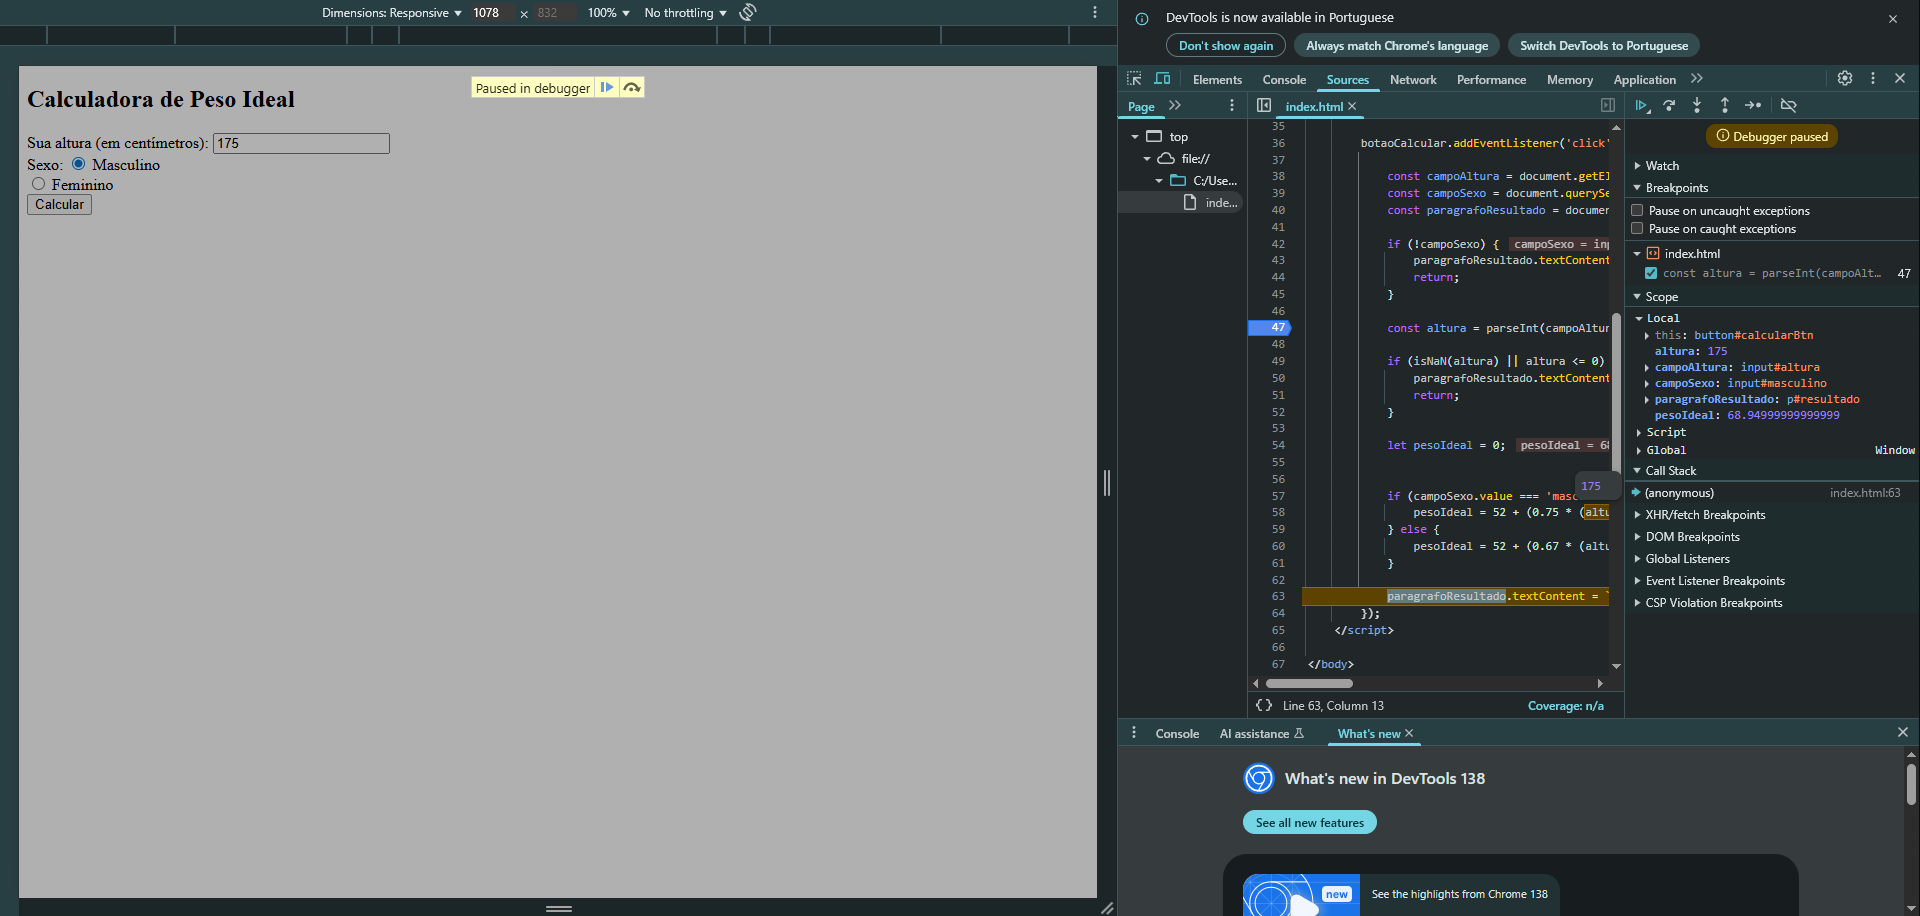 Dimensions: Responsive 1078 × 832 100% No throttling
Calculadora de Peso Ideal
Paused in debugger
Sua altura (em centímetros): 175
Sexo: Masculino
Feminino
Calcular
DevTools is now available in Portuguese
Don't show again Always match Chrome's language Switch DevTools to Portuguese
Elements Console Sources Network Performance Memory Application
Page
top
file://
C:/Use...
inde...
index.html
35
36 botaoCalcular.addEventListener('click'
37
38 const campoAltura = document.getEl
39 const campoSexo = document.querySe
40 const paragrafoResultado = documen
41
42 if (!campoSexo) { campoSexo = inp
43 paragrafoResultado.textContent
44 return;
45 }
46
47 const altura = parseInt(campoAltur
48
49 if (isNaN(altura) || altura <= 0)
50 paragrafoResultado.textContent
51 return;
52 }
53
54 let pesoIdeal = 0; pesoIdeal = 68
55
56
175
57 if (campoSexo.value === 'masc
58 pesoIdeal = 52 + (0.75 * (altu
59 } else {
60 pesoIdeal = 52 + (0.67 * (altu
61 }
62
63 paragrafoResultado.textContent = `
64 });
65 </script>
66
67 </body>
{} Line 63, Column 13 Coverage: n/a
Debugger paused
Watch
Breakpoints
Pause on uncaught exceptions
Pause on caught exceptions
index.html
const altura = parseInt(campoAlt… 47
Scope
Local
this: button#calcularBtn
altura: 175
campoAltura: input#altura
campoSexo: input#masculino
paragrafoResultado: p#resultado
pesoIdeal: 68.94999999999999
Script
Global Window
Call Stack
(anonymous) index.html:63
XHR/fetch Breakpoints
DOM Breakpoints
Global Listeners
Event Listener Breakpoints
CSP Violation Breakpoints
Console AI assistance What's new
What's new in DevTools 138
See all new features
new
See the highlights from Chrome 138